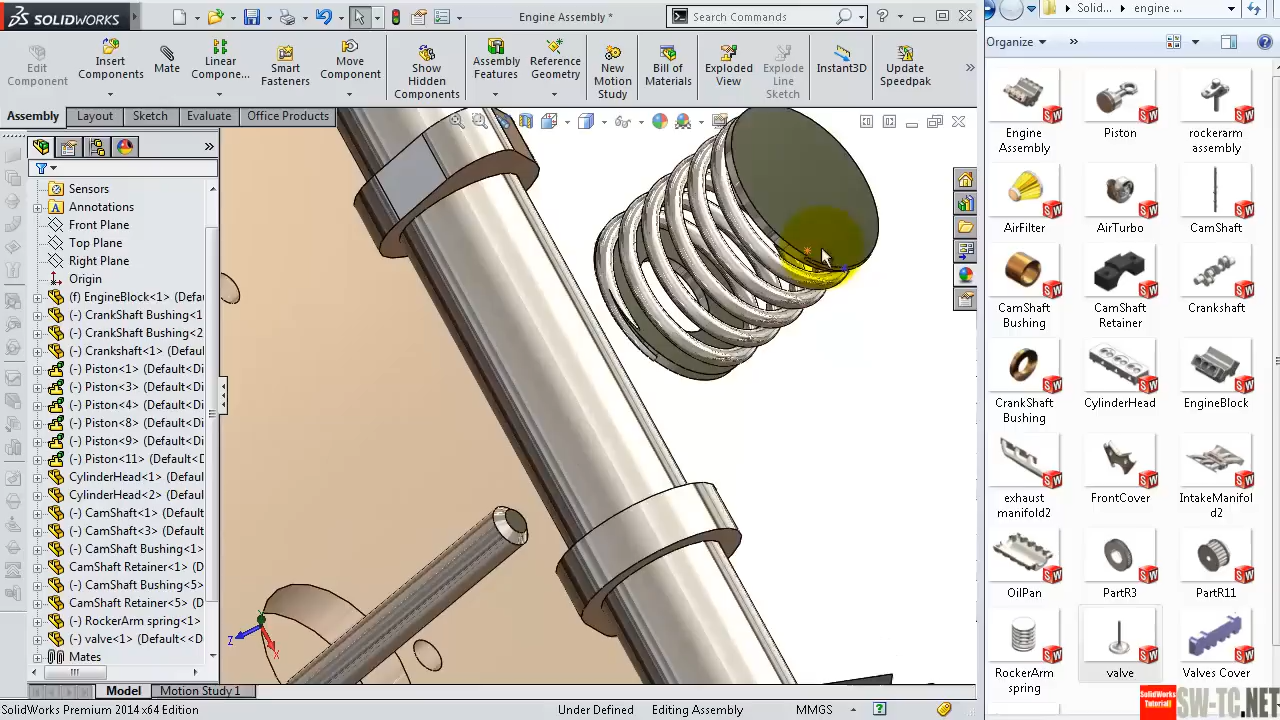 SOLIDWORKS
Engine Assembly *
Search Commands
Solid...
engine ...
Edit Component
Insert Components
Mate
Linear Compone...
Smart Fasteners
Move Component
Show Hidden Components
Assembly Features
Reference Geometry
New Motion Study
Bill of Materials
Exploded View
Explode Line Sketch
Instant3D
Update Speedpak
Organize
Assembly
Layout
Sketch
Evaluate
Office Products
Sensors
Annotations
Front Plane
Top Plane
Right Plane
Origin
(f) EngineBlock<1> (Defau
(-) CrankShaft Bushing<1
(-) CrankShaft Bushing<2
(-) Crankshaft<1> (Defau
(-) Piston<1> (Default<Di
(-) Piston<3> (Default<Di
(-) Piston<4> (Default<Di
(-) Piston<8> (Default<Di
(-) Piston<9> (Default<Di
(-) Piston<11> (Default<D
CylinderHead<1> (Defaul
CylinderHead<2> (Defaul
(-) CamShaft<1> (Default
(-) CamShaft<3> (Default
(-) CamShaft Bushing<1>
CamShaft Retainer<1> (D
(-) CamShaft Bushing<5>
CamShaft Retainer<5> (D
(-) RockerArm spring<1>
(-) valve<1> (Default<<D
Mates
Z
X
Model
Motion Study 1
SolidWorks Premium 2014 x64 Edition
Under Defined
Editing Assembly
MMGS
Engine Assembly
Piston
rockerarm assembly
AirFilter
AirTurbo
CamShaft
CamShaft Bushing
CamShaft Retainer
Crankshaft
CrankShaft Bushing
CylinderHead
EngineBlock
exhaust manifold2
FrontCover
IntakeManifold2
OilPan
PartR3
PartR11
RockerArm spring
valve
Valves Cover
SolidWorks Tutorial
SW-TC.NET